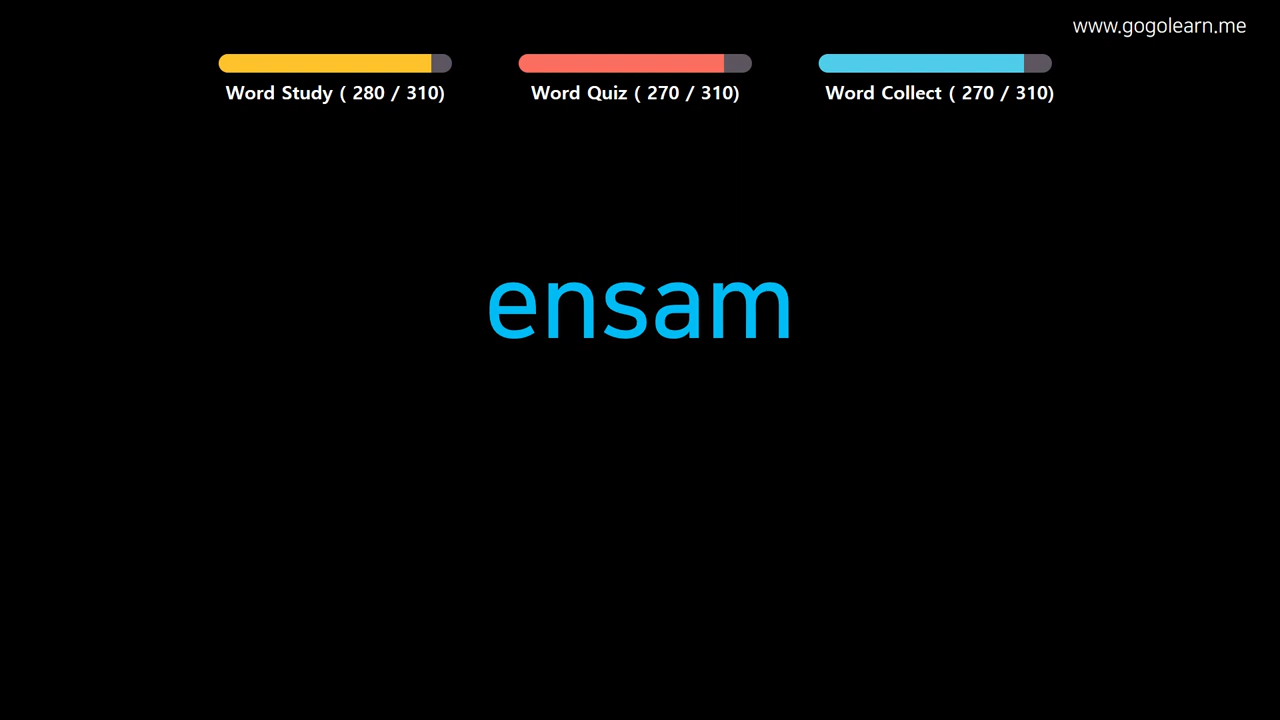 www.gogolearn.me
Word Study ( 280 / 310)
Word Quiz ( 270 / 310)
Word Collect ( 270 / 310)
ensam